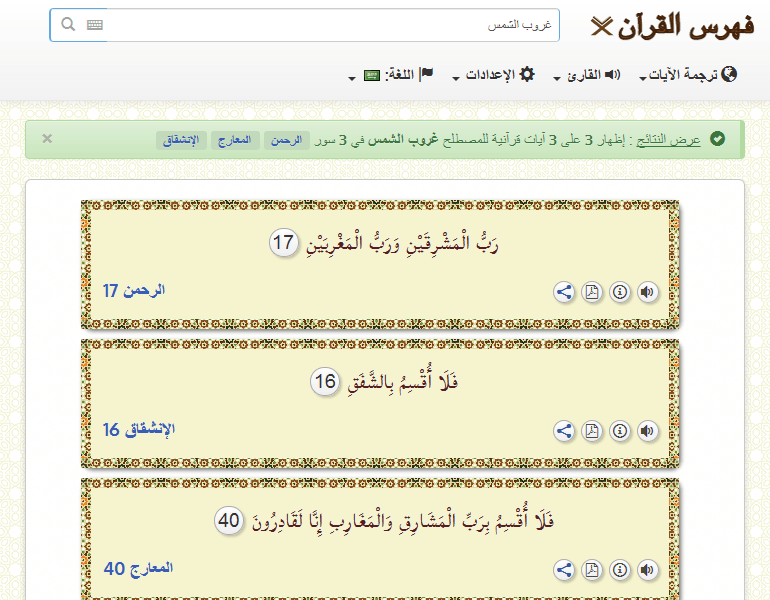 فهرس القرآن
غروب الشمس
ترجمة الآيات
القارئ
الإعدادات
اللغة:
عرض النتائج : إظهار 3 على 3 آيات قرآنية للمصطلح غروب الشمس في 3 سور الرحمن المعارج الإنشقاق
رَبُّ الْمَشْرِقَيْنِ وَرَبُّ الْمَغْرِبَيْنِ 17
الرحمن 17
فَلَا أُقْسِمُ بِالشَّفَقِ 16
الإنشقاق 16
فَلَا أُقْسِمُ بِرَبِّ الْمَشَارِقِ وَالْمَغَارِبِ إِنَّا لَقَادِرُونَ 40
المعارج 40